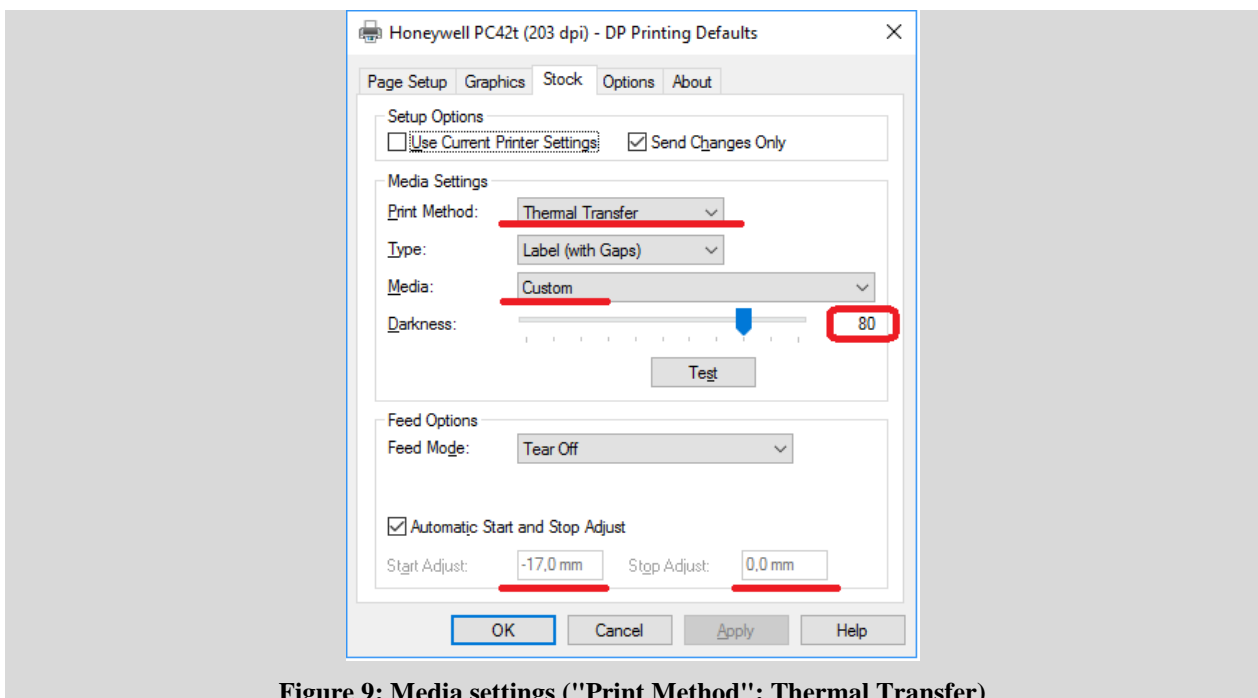 Honeywell PC42t (203 dpi) - DP Printing Defaults
Page Setup Graphics Stock Options About
Setup Options
Use Current Printer Settings Send Changes Only
Media Settings
Print Method: Thermal Transfer
Type: Label (with Gaps)
Media: Custom
Darkness: 80
Test
Feed Options
Feed Mode: Tear Off
Automatic Start and Stop Adjust
Start Adjust: -17,0 mm Stop Adjust: 0,0 mm
OK Cancel Apply Help
Figure 9: Media settings ("Print Method": Thermal Transfer)